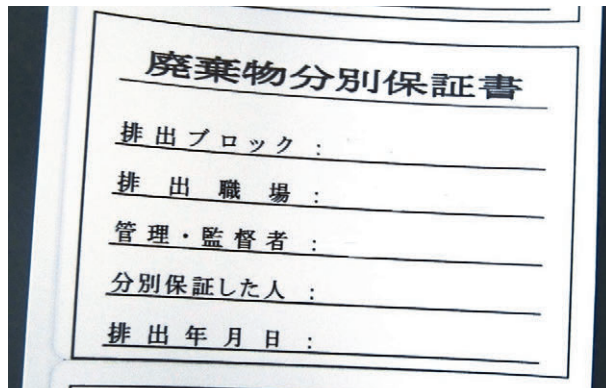 廃棄物分別保証書
排出ブロック：
排出職場：
管理・監督者：
分別保証した人：
排出年月日：